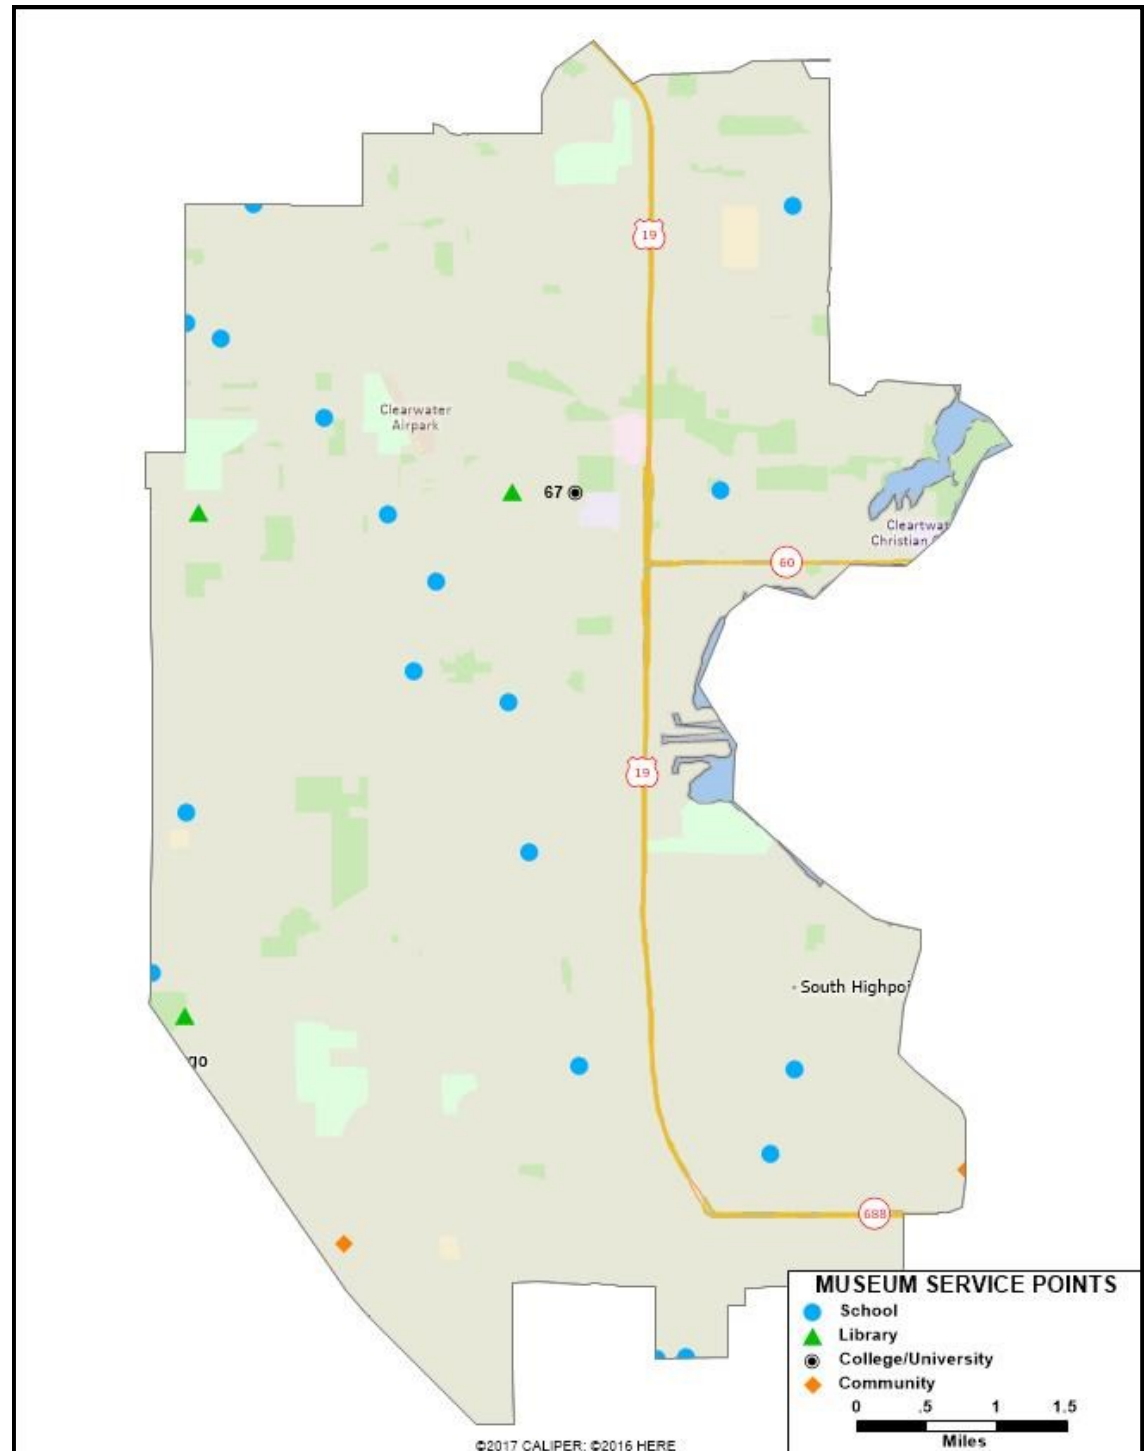 19
Clearwater
Airpark
67
Cleartwat
Christian
60
19
South Highpoi
go
688
MUSEUM SERVICE POINTS
School
Library
College/University
Community
0 .5 1 1.5
Miles
©2017 CALIPER; ©2016 HERE